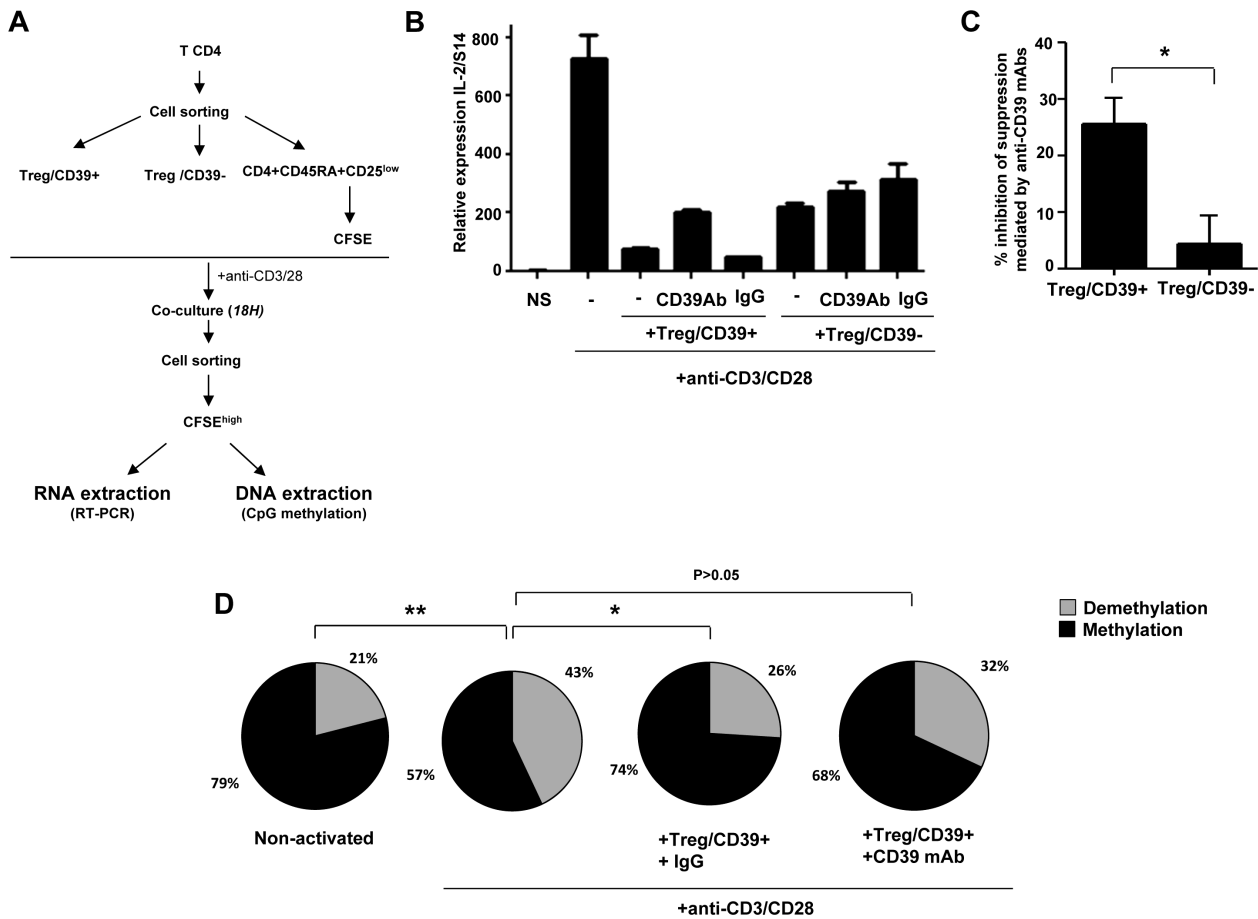 A
T CD4
Cell sorting
Treg/CD39+ Treg /CD39- CD4+CD45RA+CD25low
CFSE
+anti-CD3/28
Co-culture (18H)
Cell sorting
CFSEhigh
RNA extraction DNA extraction
(RT-PCR) (CpG methylation)
B
Relative expression IL-2/S14
800
600
400
200
0
NS - - CD39Ab IgG - CD39Ab IgG
+Treg/CD39+ +Treg/CD39-
+anti-CD3/CD28
C
% inhibition of suppression
mediated by anti-CD39 mAbs
40
30
20
10
0
*
Treg/CD39+ Treg/CD39-
D
P>0.05
** *
Demethylation
Methylation
21% 43% 26% 32%
79% 57% 74% 68%
Non-activated
+Treg/CD39+ +Treg/CD39+
+ IgG +CD39 mAb
+anti-CD3/CD28